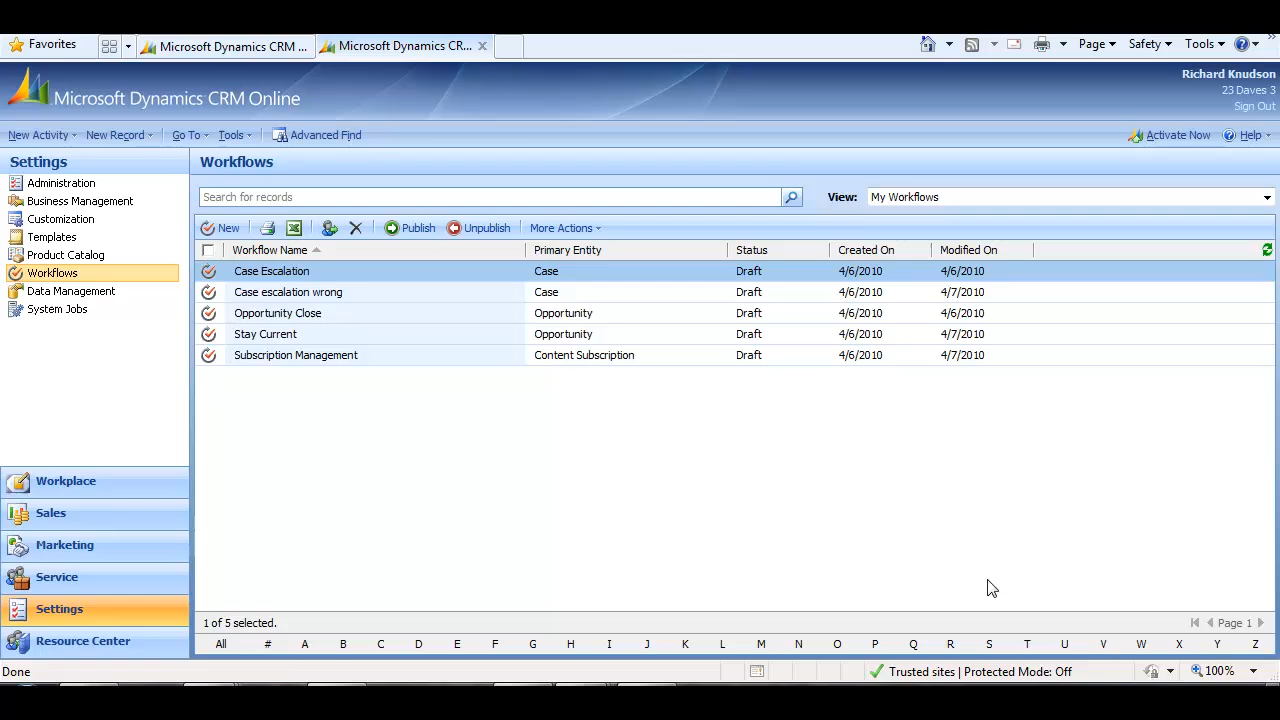 Favorites
Microsoft Dynamics CRM ...
Microsoft Dynamics CR...
Page
Safety
Tools
Richard Knudson
23 Daves 3
Sign Out
Microsoft Dynamics CRM Online
New Activity
New Record
Go To
Tools
Advanced Find
Activate Now
Help
Settings
Workflows
Administration
Business Management
Customization
Templates
Product Catalog
Workflows
Data Management
System Jobs
Search for records
View:
My Workflows
New
Publish
Unpublish
More Actions
Workflow Name Primary Entity Status Created On Modified On
Case Escalation Case Draft 4/6/2010 4/6/2010
Case escalation wrong Case Draft 4/6/2010 4/7/2010
Opportunity Close Opportunity Draft 4/6/2010 4/6/2010
Stay Current Opportunity Draft 4/6/2010 4/7/2010
Subscription Management Content Subscription Draft 4/6/2010 4/7/2010
Workplace
Sales
Marketing
Service
Settings
Resource Center
1 of 5 selected.
Page 1
All # A B C D E F G H I J K L M N O P Q R S T U V W X Y Z
Done
Trusted sites | Protected Mode: Off
100%